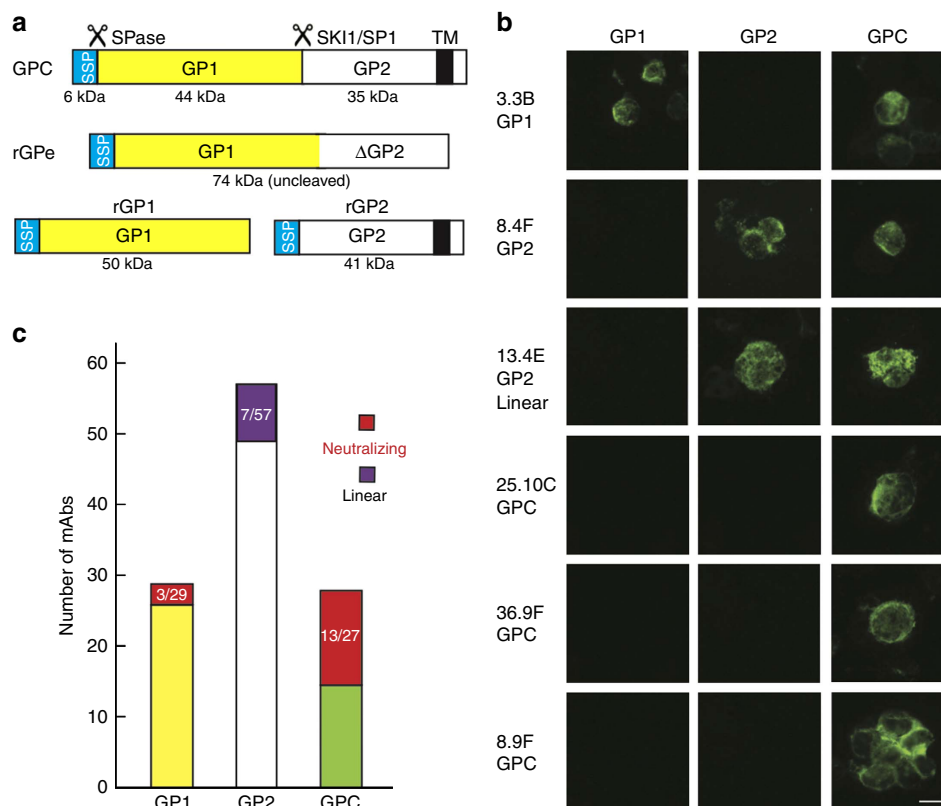 a
SPase
SKI1/SP1
TM
GPC
SSP
GP1
GP2
6 kDa
44 kDa
35 kDa
rGPe
SSP
GP1
ΔGP2
74 kDa (uncleaved)
rGP1
rGP2
SSP
GP1
SSP
GP2
50 kDa
41 kDa
b
GP1
GP2
GPC
3.3B
GP1
8.4F
GP2
13.4E
GP2
Linear
25.10C
GPC
36.9F
GPC
8.9F
GPC
c
Number of mAbs
60
50
40
30
20
10
0
3/29
7/57
13/27
Neutralizing
Linear
GP1
GP2
GPC